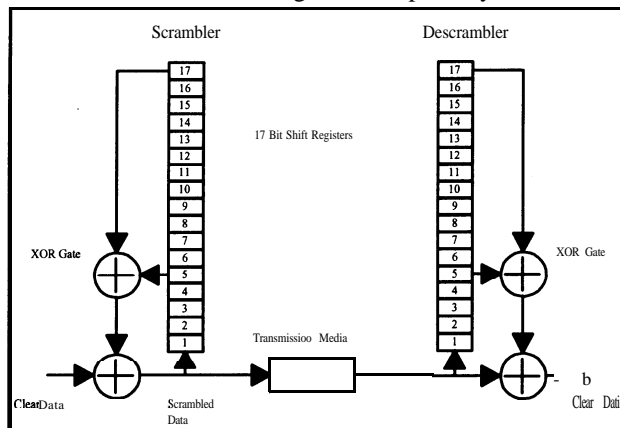 Scrambler Descrambler
17 17
16 16
15 15
14 14
13 17 Bit Shift Registers 13
12 12
11 11
10 10
9 9
8 8
7 7
XOR Gate 6 6 XOR Gate
5 5
4 4
3 3
2 Transmissioo Media 2
1 1
- b
ClearData Scrambled Clear Dati
Data